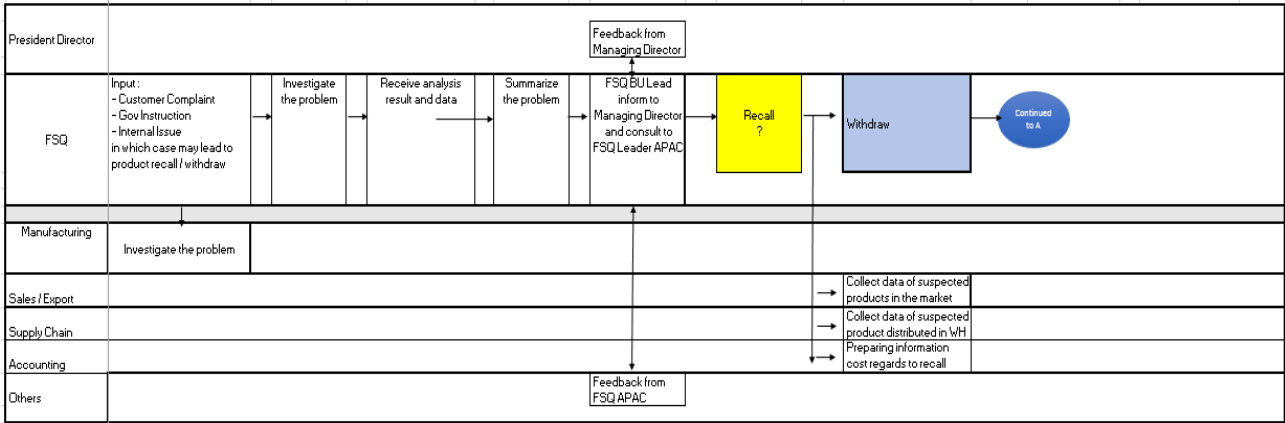 President Director
Feedback from
Managing Director
FSQ
Input :
- Customer Complaint
- Gov Instruction
- Internal Issue
in which case may lead to
product recall / withdraw
Investigate
the problem
Receive analysis
result and data
Summarize
the problem
FSQ BU Lead
inform to
Managing Director
and consult to
FSQ Leader APAC
Recall
?
Withdraw
Continued
to A
Manufacturing
Investigate the problem
Sales / Export
Collect data of suspected
products in the market
Supply Chain
Collect data of suspected
product distributed in WH
Accounting
Preparing information
cost regards to recall
Others
Feedback from
FSQ APAC